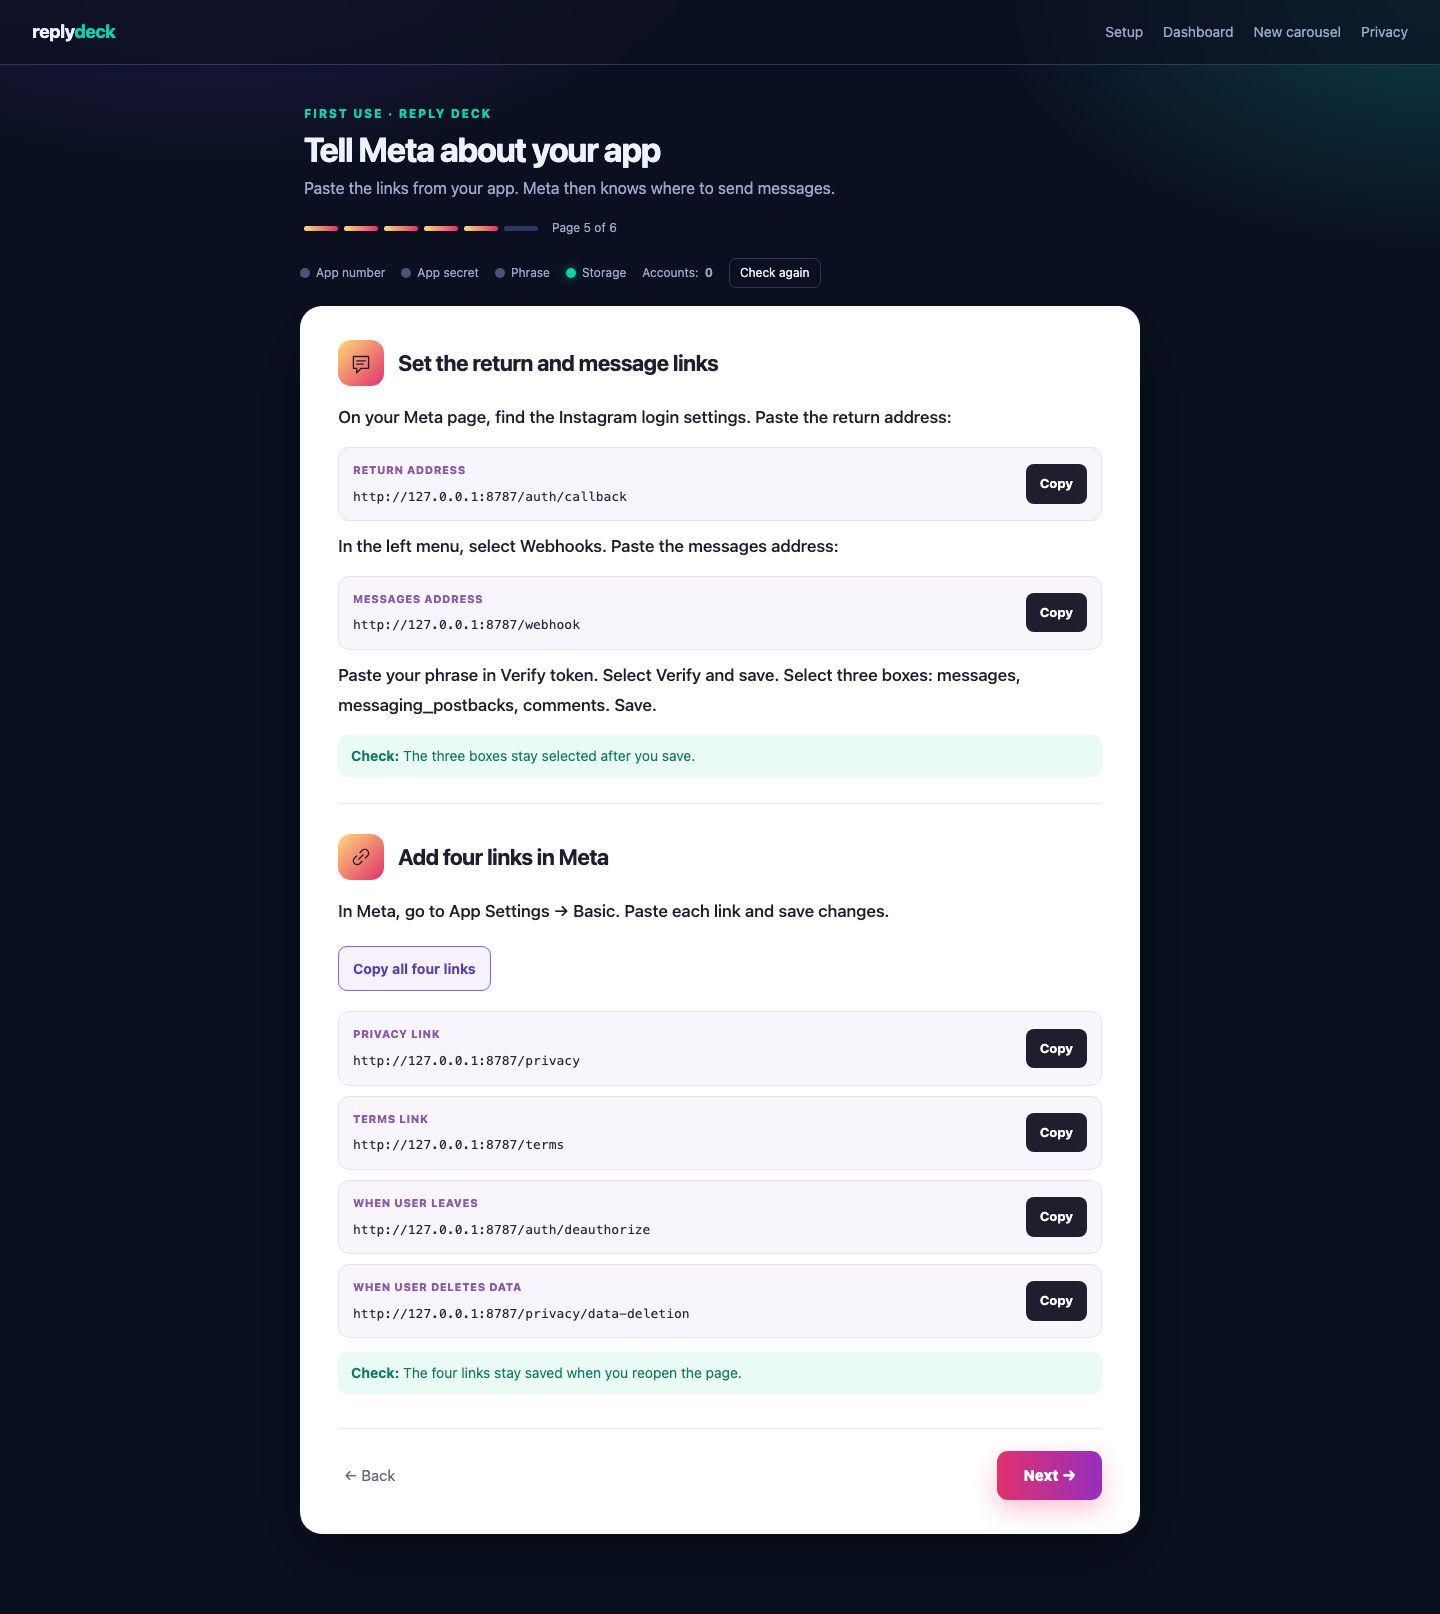 replydeck
Setup Dashboard New carousel Privacy
FIRST USE · REPLY DECK
Tell Meta about your app
Paste the links from your app. Meta then knows where to send messages.
Page 5 of 6
App number App secret Phrase Storage Accounts: 0 Check again
Set the return and message links
On your Meta page, find the Instagram login settings. Paste the return address:
RETURN ADDRESS
http://127.0.0.1:8787/auth/callback
Copy
In the left menu, select Webhooks. Paste the messages address:
MESSAGES ADDRESS
http://127.0.0.1:8787/webhook
Copy
Paste your phrase in Verify token. Select Verify and save. Select three boxes: messages,
messaging_postbacks, comments. Save.
Check: The three boxes stay selected after you save.
Add four links in Meta
In Meta, go to App Settings → Basic. Paste each link and save changes.
Copy all four links
PRIVACY LINK
http://127.0.0.1:8787/privacy
Copy
TERMS LINK
http://127.0.0.1:8787/terms
Copy
WHEN USER LEAVES
http://127.0.0.1:8787/auth/deauthorize
Copy
WHEN USER DELETES DATA
http://127.0.0.1:8787/privacy/data-deletion
Copy
Check: The four links stay saved when you reopen the page.
← Back
Next →